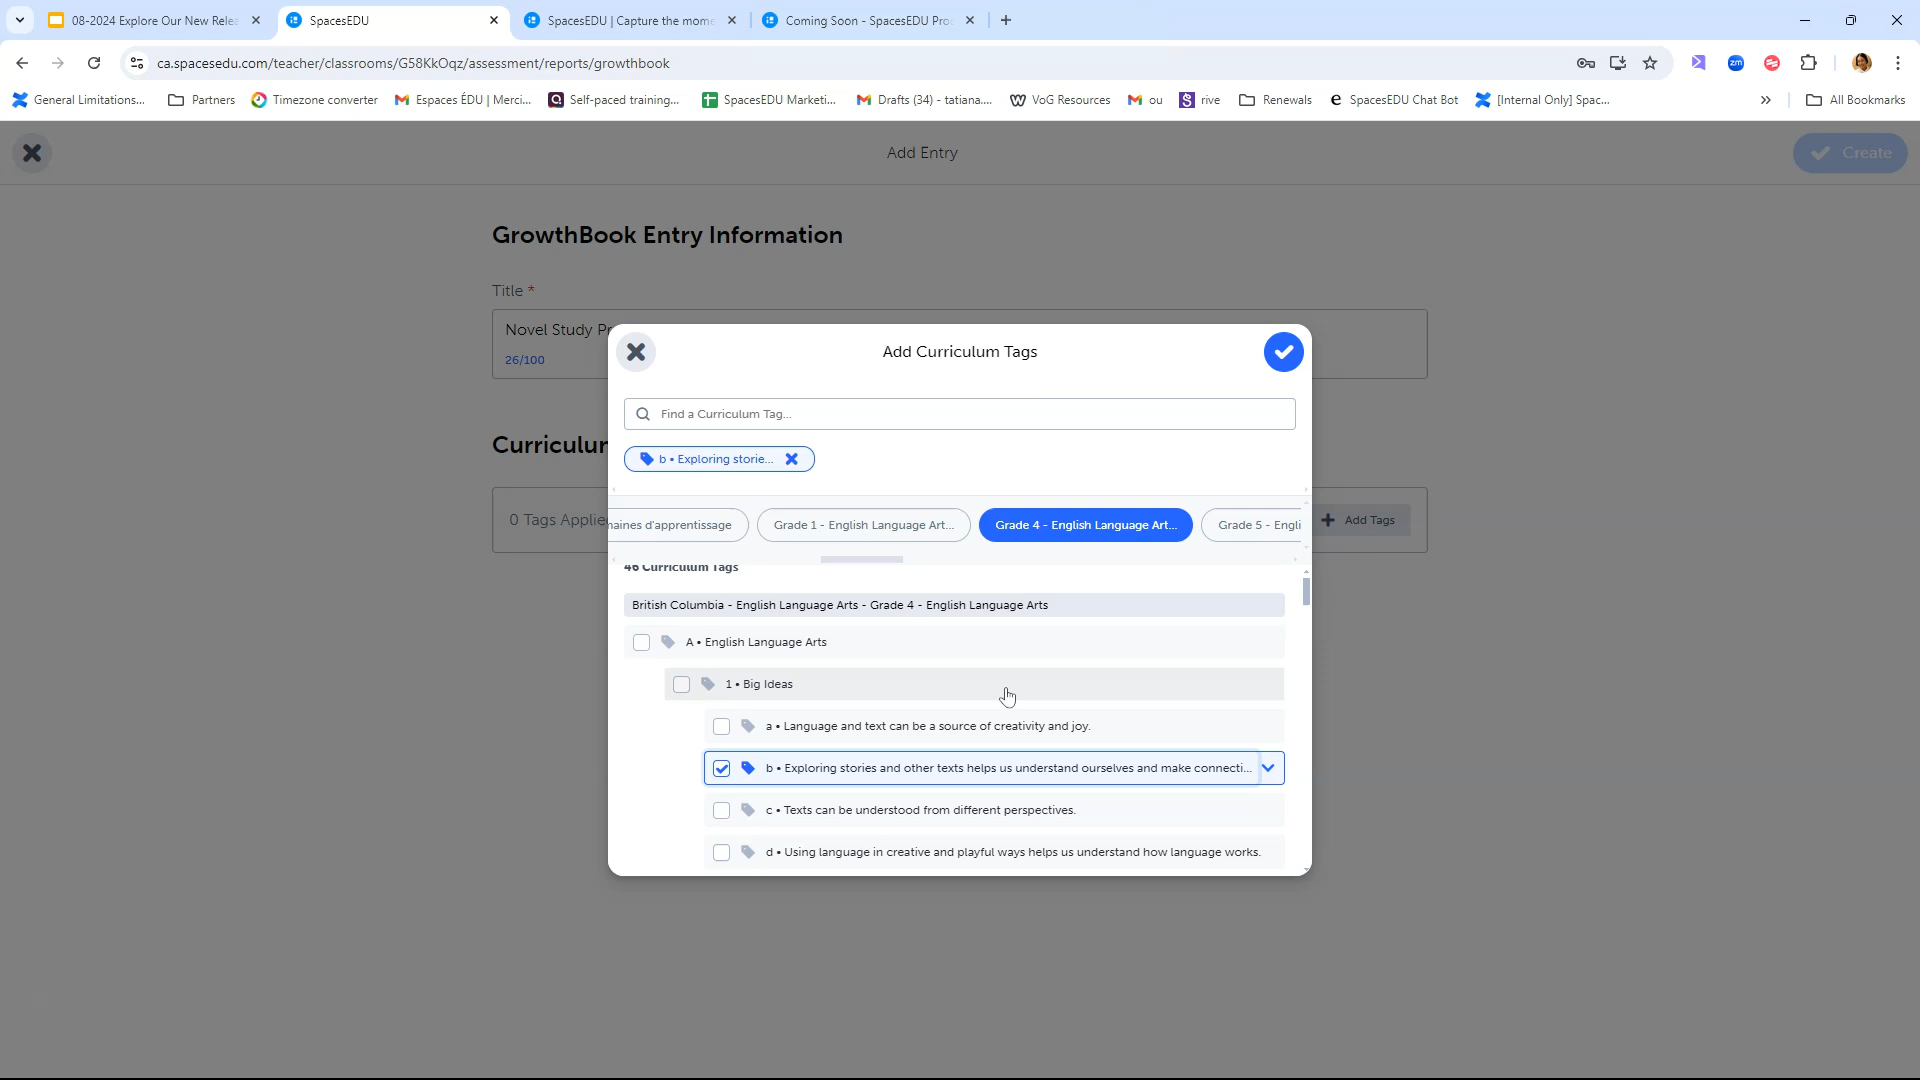 08-2024 Explore Our New Relea
SpacesEDU
SpacesEDU | Capture the mome
Coming Soon - SpacesEDU Pro
ca.spacesedu.com/teacher/classrooms/G58KkOqz/assessment/reports/growthbook
zm
General Limitations...
Partners
Timezone converter
Espaces ÉDU | Merci...
Self-paced training...
SpacesEDU Marketi...
Drafts (34) - tatiana....
VoG Resources
ou
rive
Renewals
SpacesEDU Chat Bot
[Internal Only] Spac...
All Bookmarks
Add Entry
Create
GrowthBook Entry Information
Title *
Novel Study Pr
26/100
Add Curriculum Tags
Find a Curriculum Tag...
Curriculum
b • Exploring storie...
0 Tags Applie
Add Tags
aines d'apprentissage
Grade 1 - English Language Art...
Grade 4 - English Language Art...
Grade 5 - Engli
46 Curriculum Tags
British Columbia - English Language Arts - Grade 4 - English Language Arts
A • English Language Arts
1 • Big Ideas
a • Language and text can be a source of creativity and joy.
b • Exploring stories and other texts helps us understand ourselves and make connecti...
c • Texts can be understood from different perspectives.
d • Using language in creative and playful ways helps us understand how language works.